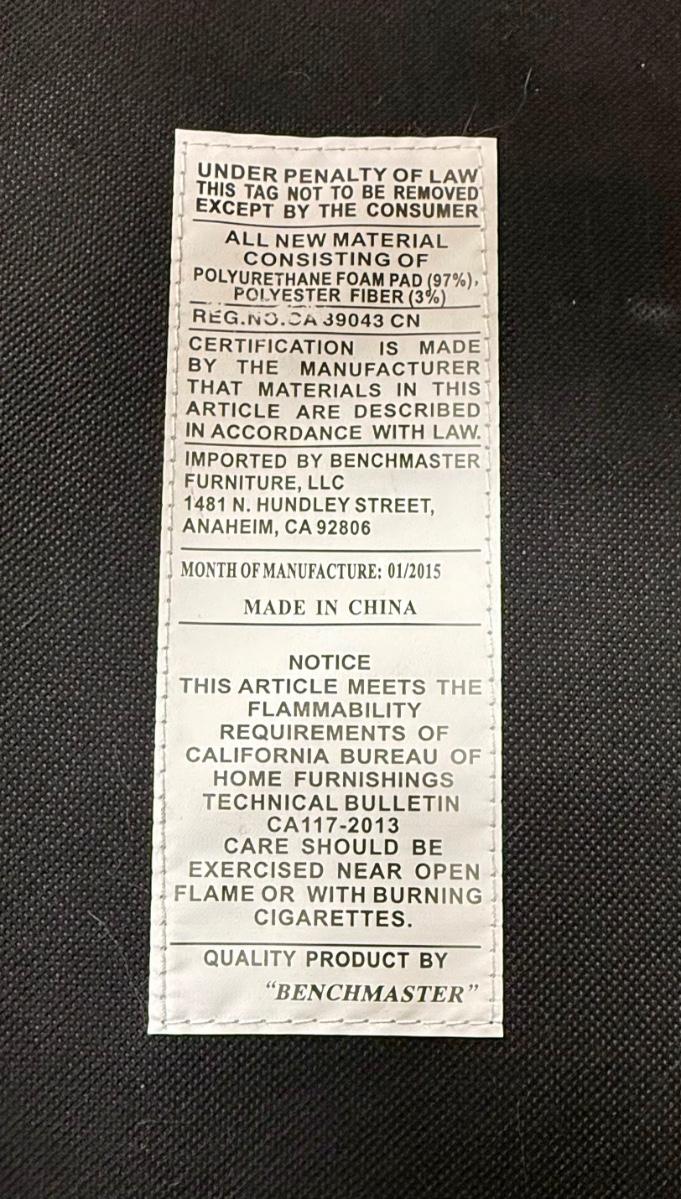 UNDER PENALTY OF LAW
THIS TAG NOT TO BE REMOVED
EXCEPT BY THE CONSUMER
ALL NEW MATERIAL
CONSISTING OF
POLYURETHANE FOAM PAD (97%),
POLYESTER FIBER (3%)
REG.NO.CA 39043 CN
CERTIFICATION IS MADE
BY THE MANUFACTURER
THAT MATERIALS IN THIS
ARTICLE ARE DESCRIBED
IN ACCORDANCE WITH LAW.
IMPORTED BY BENCHMASTER
FURNITURE, LLC
1481 N. HUNDLEY STREET,
ANAHEIM, CA 92806
MONTH OF MANUFACTURE: 01/2015
MADE IN CHINA
NOTICE
THIS ARTICLE MEETS THE
FLAMMABILITY
REQUIREMENTS OF
CALIFORNIA BUREAU OF
HOME FURNISHINGS
TECHNICAL BULLETIN
CA117-2013
CARE SHOULD BE
EXERCISED NEAR OPEN
FLAME OR WITH BURNING
CIGARETTES.
QUALITY PRODUCT BY
“BENCHMASTER”